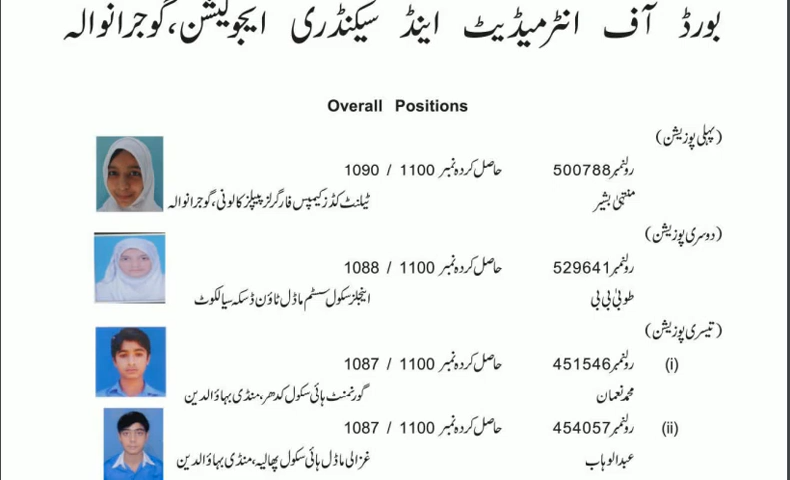 بورڈ آف انٹرمیڈیٹ اینڈ سیکنڈری ایجوکیشن، گوجرانوالہ
Overall Positions
(پہلی پوزیشن)
رولنمبر 500788 حاصل کردہ نمبر 1100 / 1090
منتہیٰ بشیر ٹیلنٹ کڈز کیمپس فار گرلز پیپلز کالونی، گوجرانوالہ
(دوسری پوزیشن)
رولنمبر 529641 حاصل کردہ نمبر 1100 / 1088
طوبیٰ بی بی اینجلز سکول سسٹم ماڈل ٹاؤن ڈسکہ سیالکوٹ
(تیسری پوزیشن)
(i) رولنمبر 451546 حاصل کردہ نمبر 1100 / 1087
محمد نعمان گورنمنٹ ہائی سکول کدھر، منڈی بہاؤالدین
(ii) رولنمبر 454057 حاصل کردہ نمبر 1100 / 1087
عبدالوہاب غزالی ماڈل ہائی سکول پھالیہ، منڈی بہاؤالدین